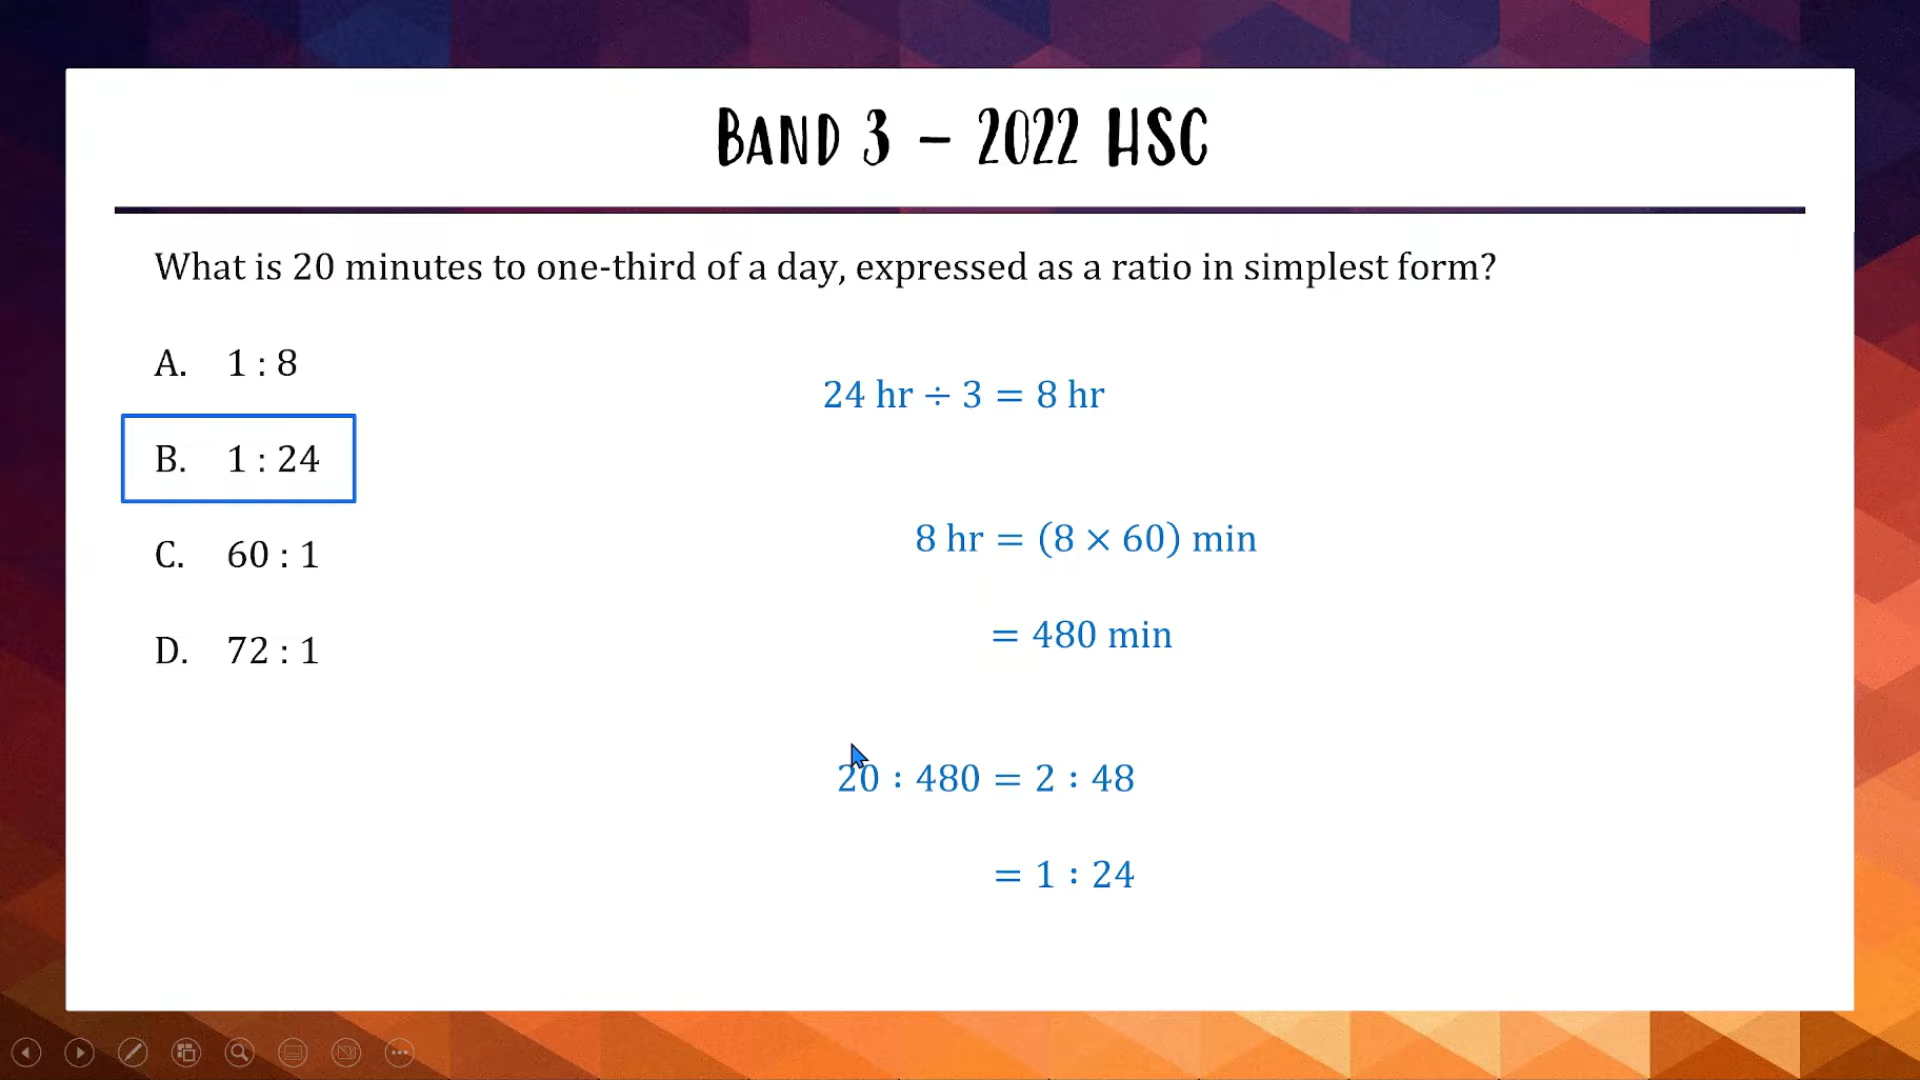 BAND 3 – 2022 HSC
What is 20 minutes to one-third of a day, expressed as a ratio in simplest form?
A. 1 : 8
B. 1 : 24
C. 60 : 1
D. 72 : 1
24 hr ÷ 3 = 8 hr
8 hr = (8 × 60) min
= 480 min
20 : 480 = 2 : 48
= 1 : 24